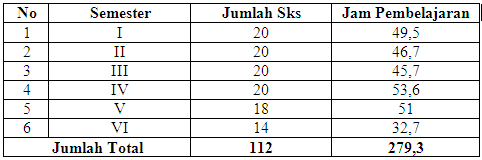 No Semester Jumlah Sks Jam Pembelajaran
1 I 20 49,5
2 II 20 46,7
3 III 20 45,7
4 IV 20 53,6
5 V 18 51
6 VI 14 32,7
Jumlah Total 112 279,3